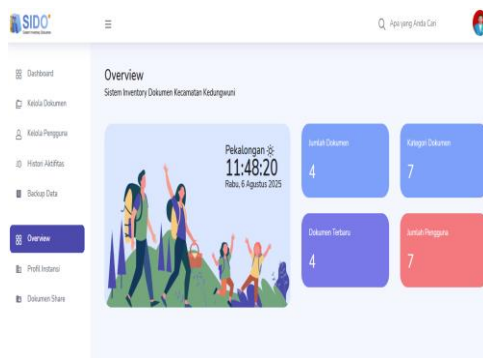 SIDO
Sistem Inventory Dokumen
Apa yang Anda Cari
Dashboard
Kelola Dokumen
Kelola Pengguna
Histori Aktifitas
Backup Data
Overview
Profil Instansi
Dokumen Share
Overview
Sistem Inventory Dokumen Kecamatan Kedungwuni
Pekalongan
11:48:20
Rabu, 6 Agustus 2025
Jumlah Dokumen
4
Kategori Dokumen
7
Dokumen Terbaru
4
Jumlah Pengguna
7